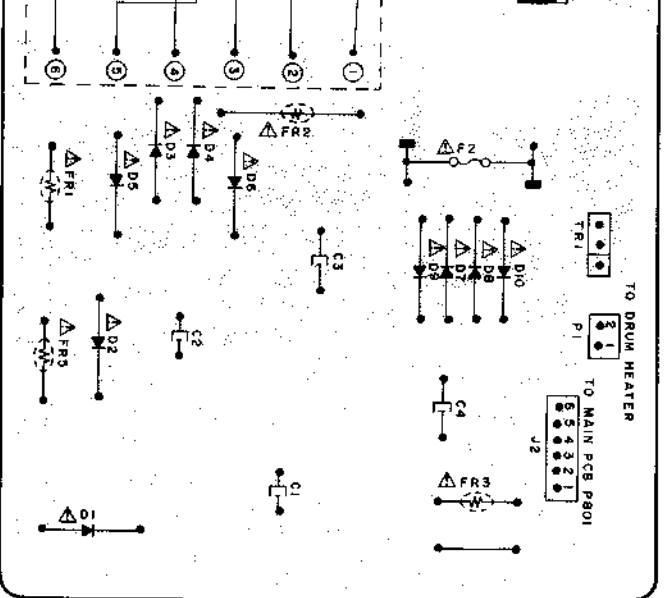 6 5 4 3 2 1
FR2
F2
FR1
D5
D3
D4
D6
C3
D9
D7
D8
D10
TR1
TO DRUM HEATER
P1
2 1
FR5
D2
C2
C4
TO MAIN PCB P801
J2
6 5 4 3 2 1
C1
FR3
D1